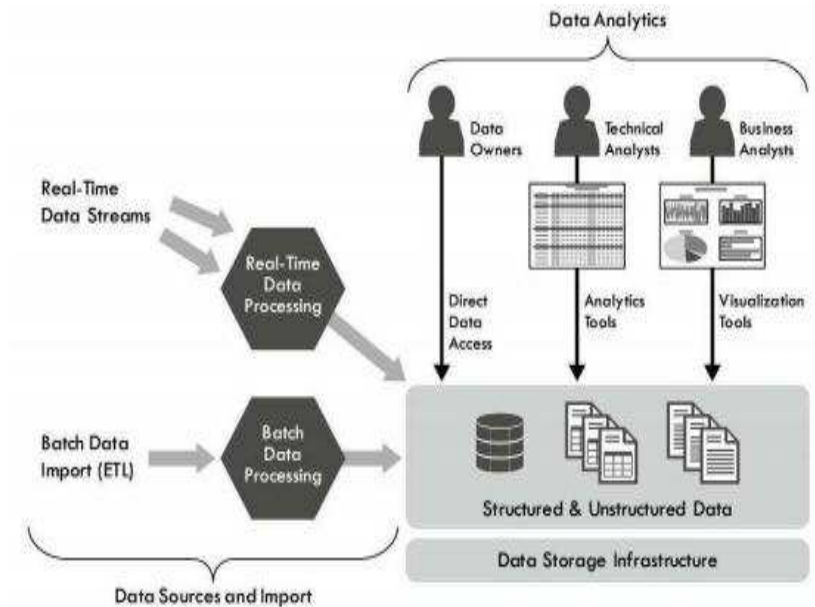 Data Analytics
Data
Owners
Technical
Analysts
Business
Analysts
Real-Time
Data Streams
Real-Time
Data
Processing
Direct
Data
Access
Analytics
Tools
Visualization
Tools
Batch Data
Import (ETL)
Batch
Data
Processing
Structured & Unstructured Data
Data Storage Infrastructure
Data Sources and Import